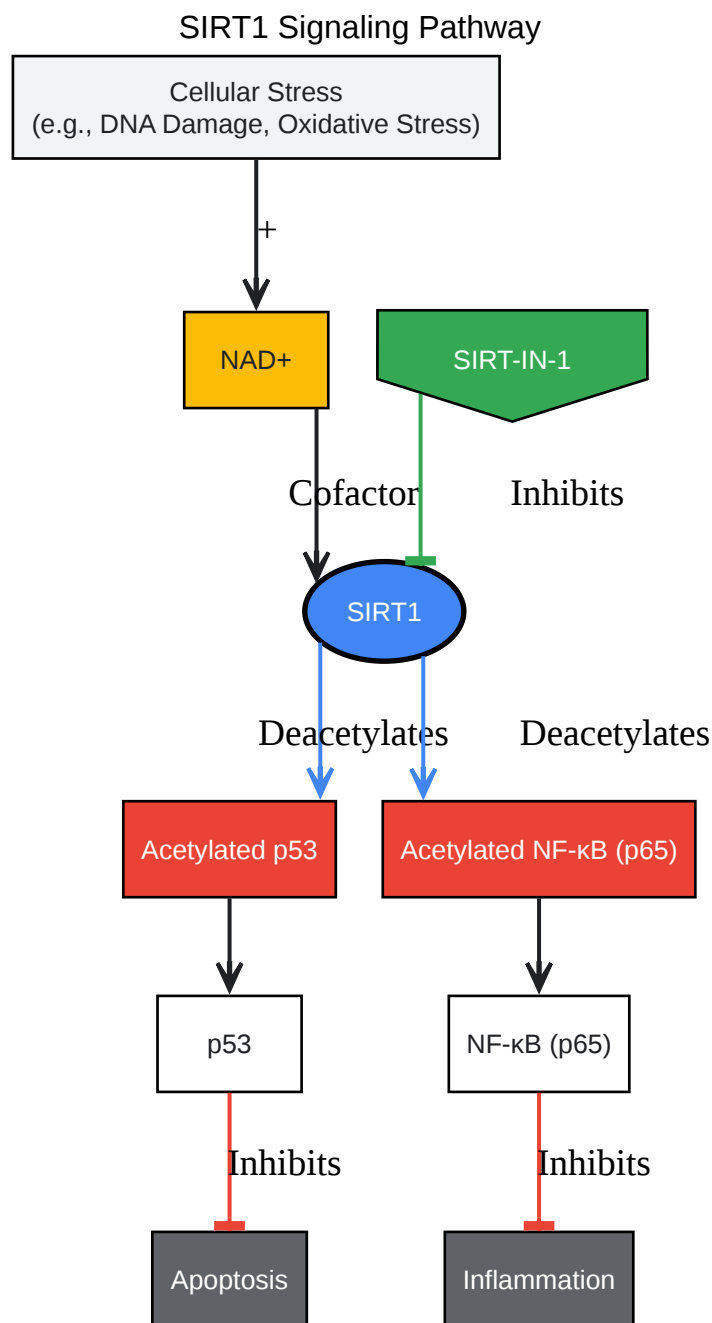 SIRT1 Signaling Pathway
Cellular Stress
(e.g., DNA Damage, Oxidative Stress)
+
NAD+
SIRT-IN-1
Cofactor
Inhibits
SIRT1
Deacetylates
Deacetylates
Acetylated p53
Acetylated NF-κB (p65)
p53
NF-κB (p65)
Inhibits
Inhibits
Apoptosis
Inflammation